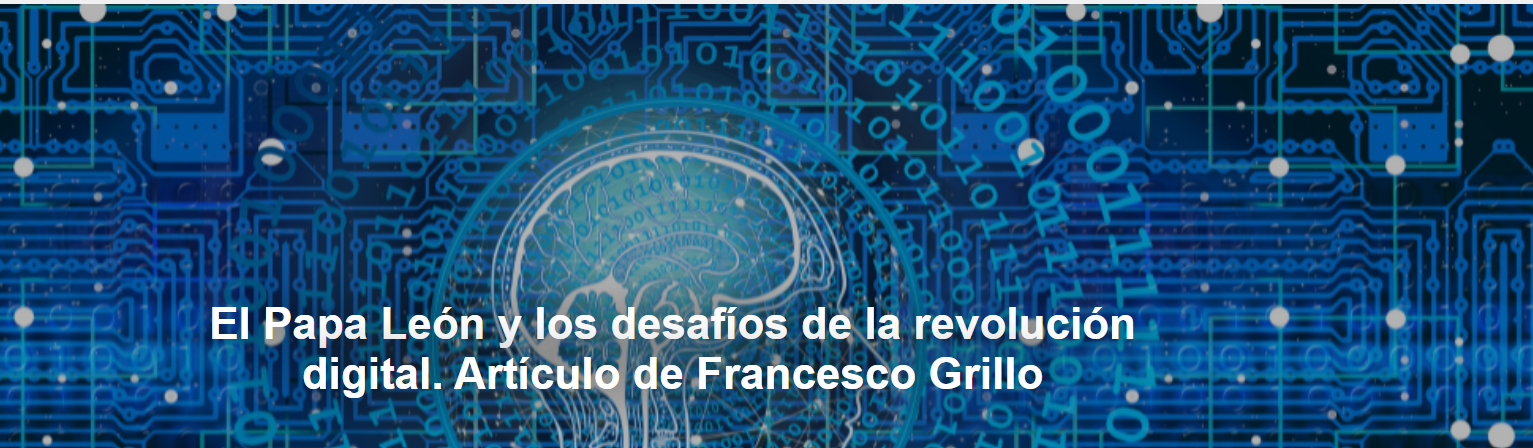 El Papa León y los desafíos de la revolución
digital. Artículo de Francesco Grillo